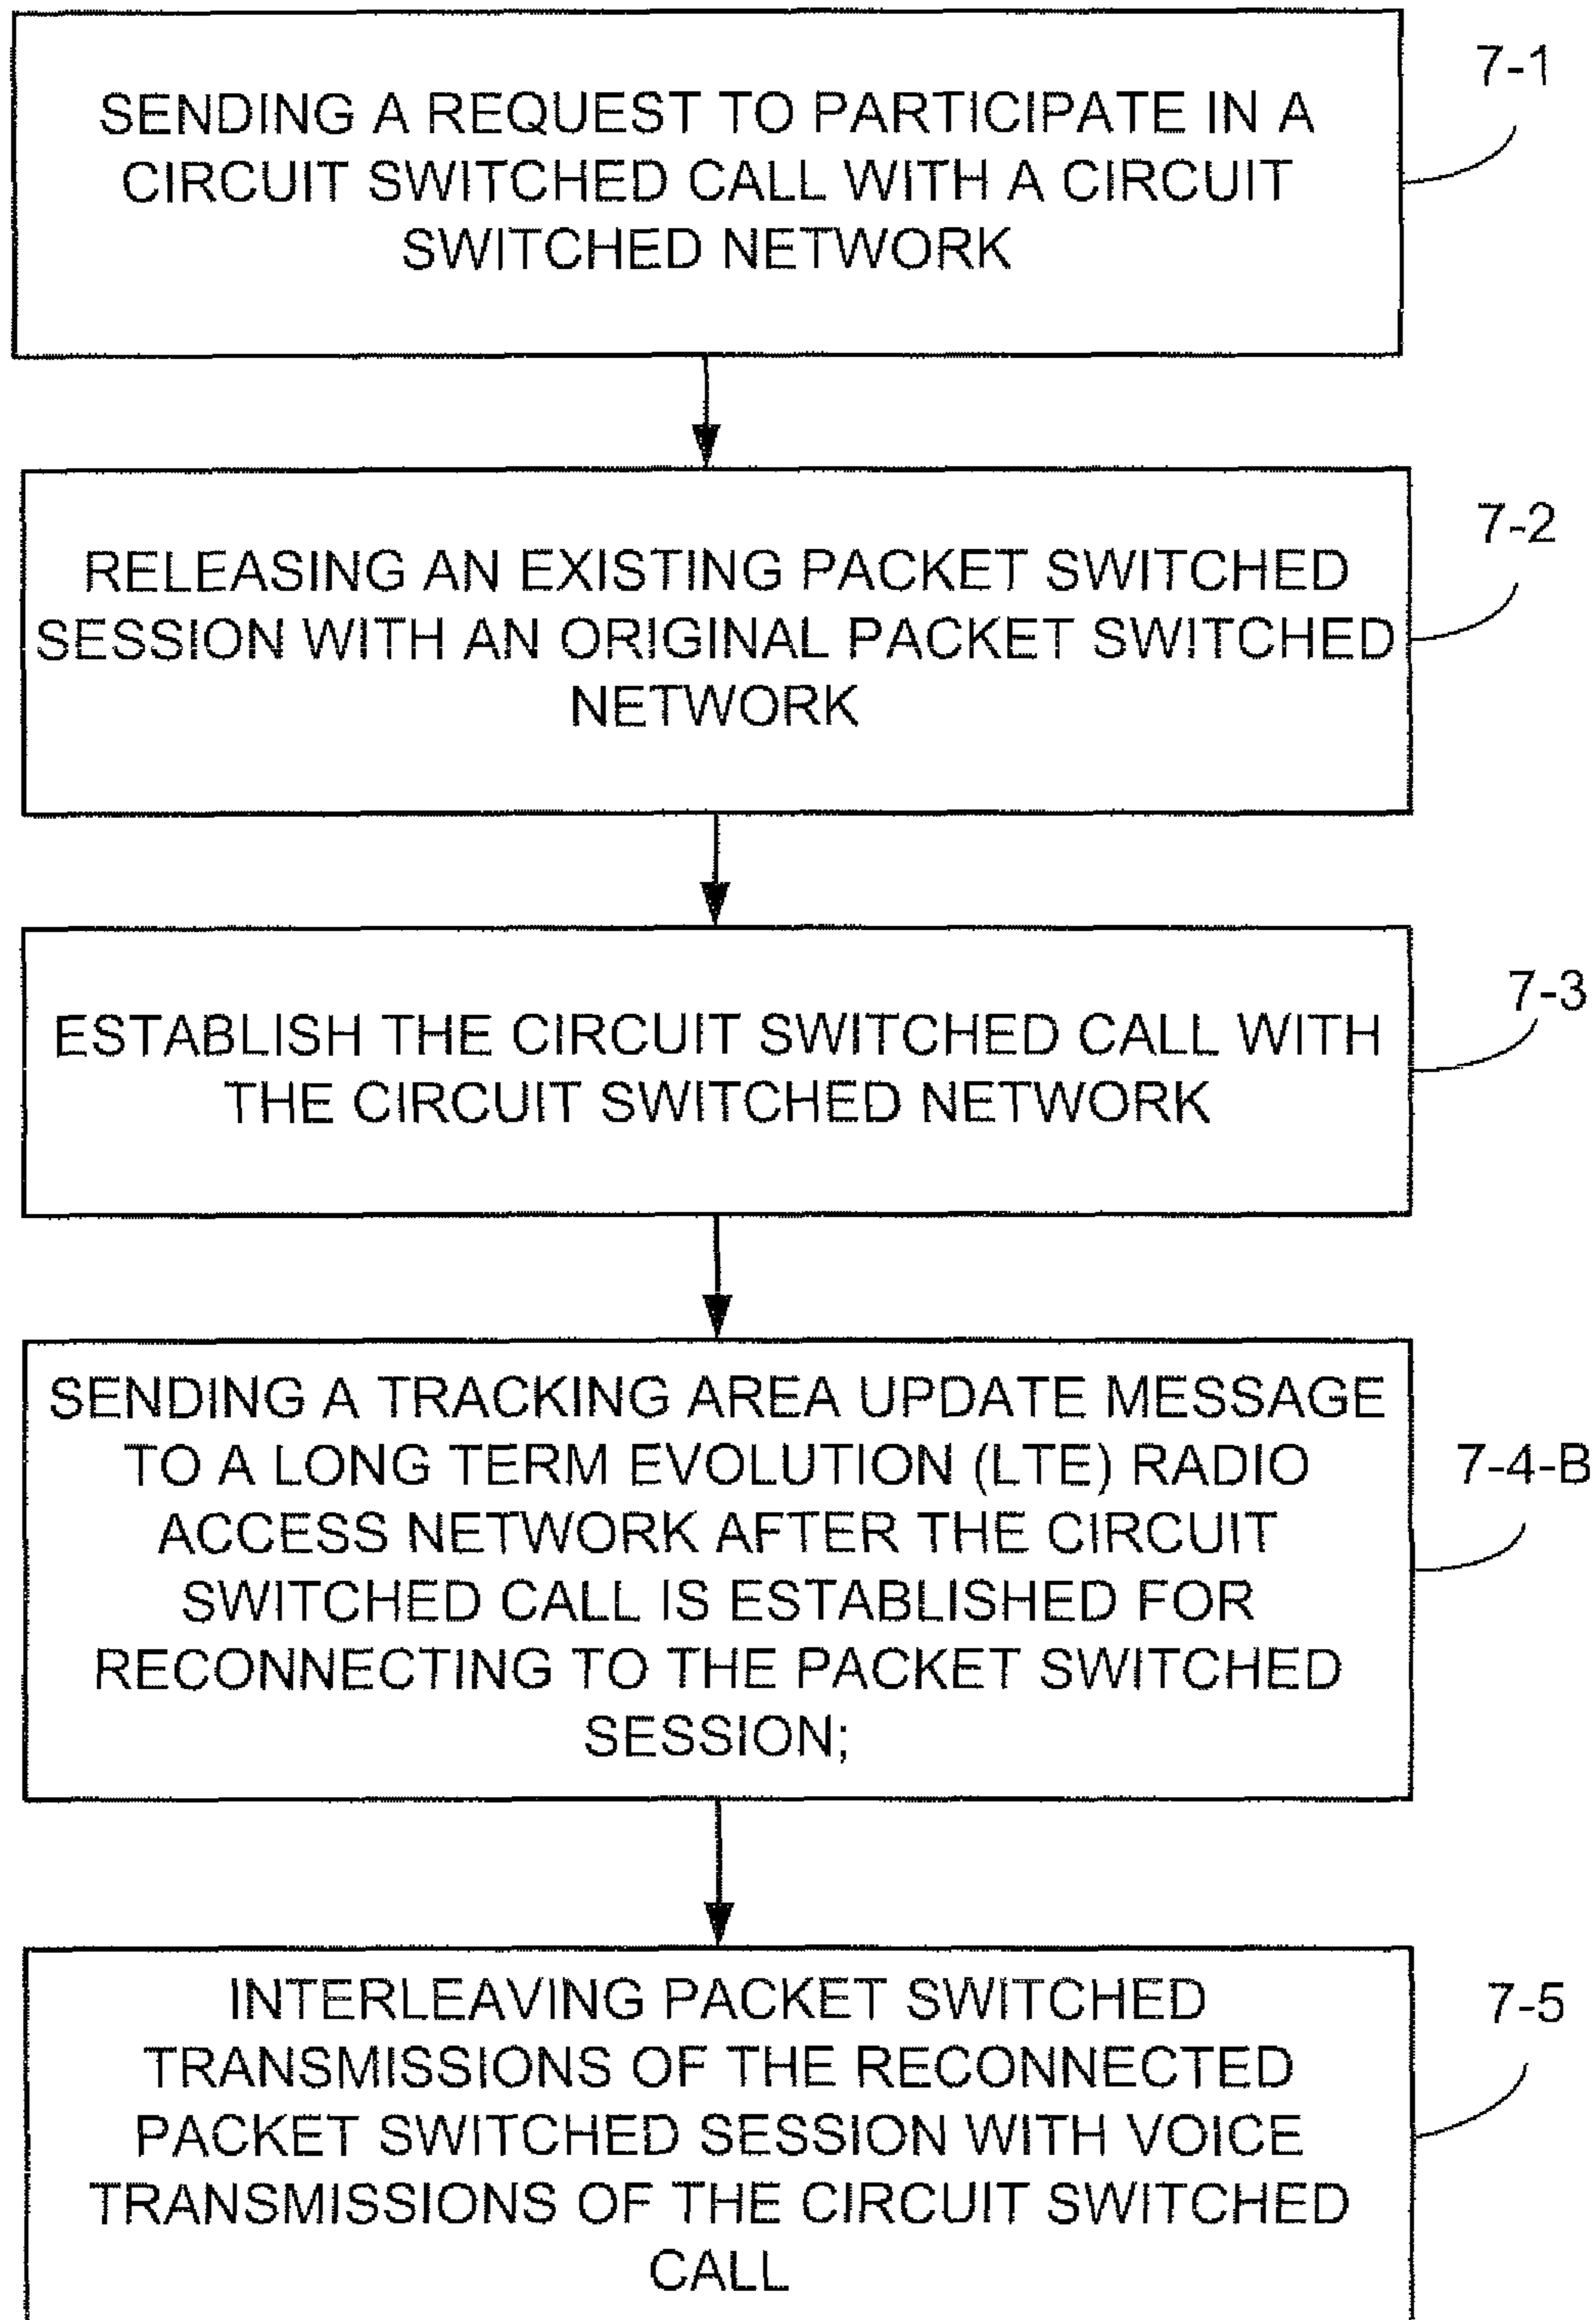 SENDING A REQUEST TO PARTICIPATE IN A
CIRCUIT SWITCHED CALL WITH A CIRCUIT
SWITCHED NETWORK
7-1
RELEASING AN EXISTING PACKET SWITCHED
SESSION WITH AN ORIGINAL PACKET SWITCHED
NETWORK
7-2
ESTABLISH THE CIRCUIT SWITCHED CALL WITH
THE CIRCUIT SWITCHED NETWORK
7-3
SENDING A TRACKING AREA UPDATE MESSAGE
TO A LONG TERM EVOLUTION (LTE) RADIO
ACCESS NETWORK AFTER THE CIRCUIT
SWITCHED CALL IS ESTABLISHED FOR
RECONNECTING TO THE PACKET SWITCHED
SESSION;
7-4-B
INTERLEAVING PACKET SWITCHED
TRANSMISSIONS OF THE RECONNECTED
PACKET SWITCHED SESSION WITH VOICE
TRANSMISSIONS OF THE CIRCUIT SWITCHED
CALL
7-5